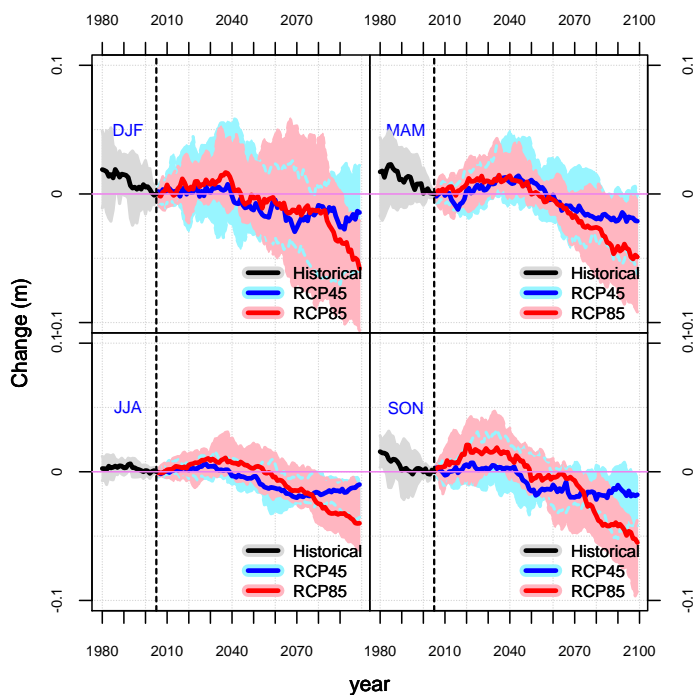 1980 2010 2040 2070 1980 2010 2040 2070 2100
0.1 0.1
DJF MAM
0 0
Historical Historical
RCP45 RCP45
RCP85 RCP85
-0.1 -0.1
Change (m)
0.1 0.1
JJA SON
0 0
Historical Historical
RCP45 RCP45
RCP85 RCP85
-0.1 -0.1
1980 2010 2040 2070 1980 2010 2040 2070 2100
year